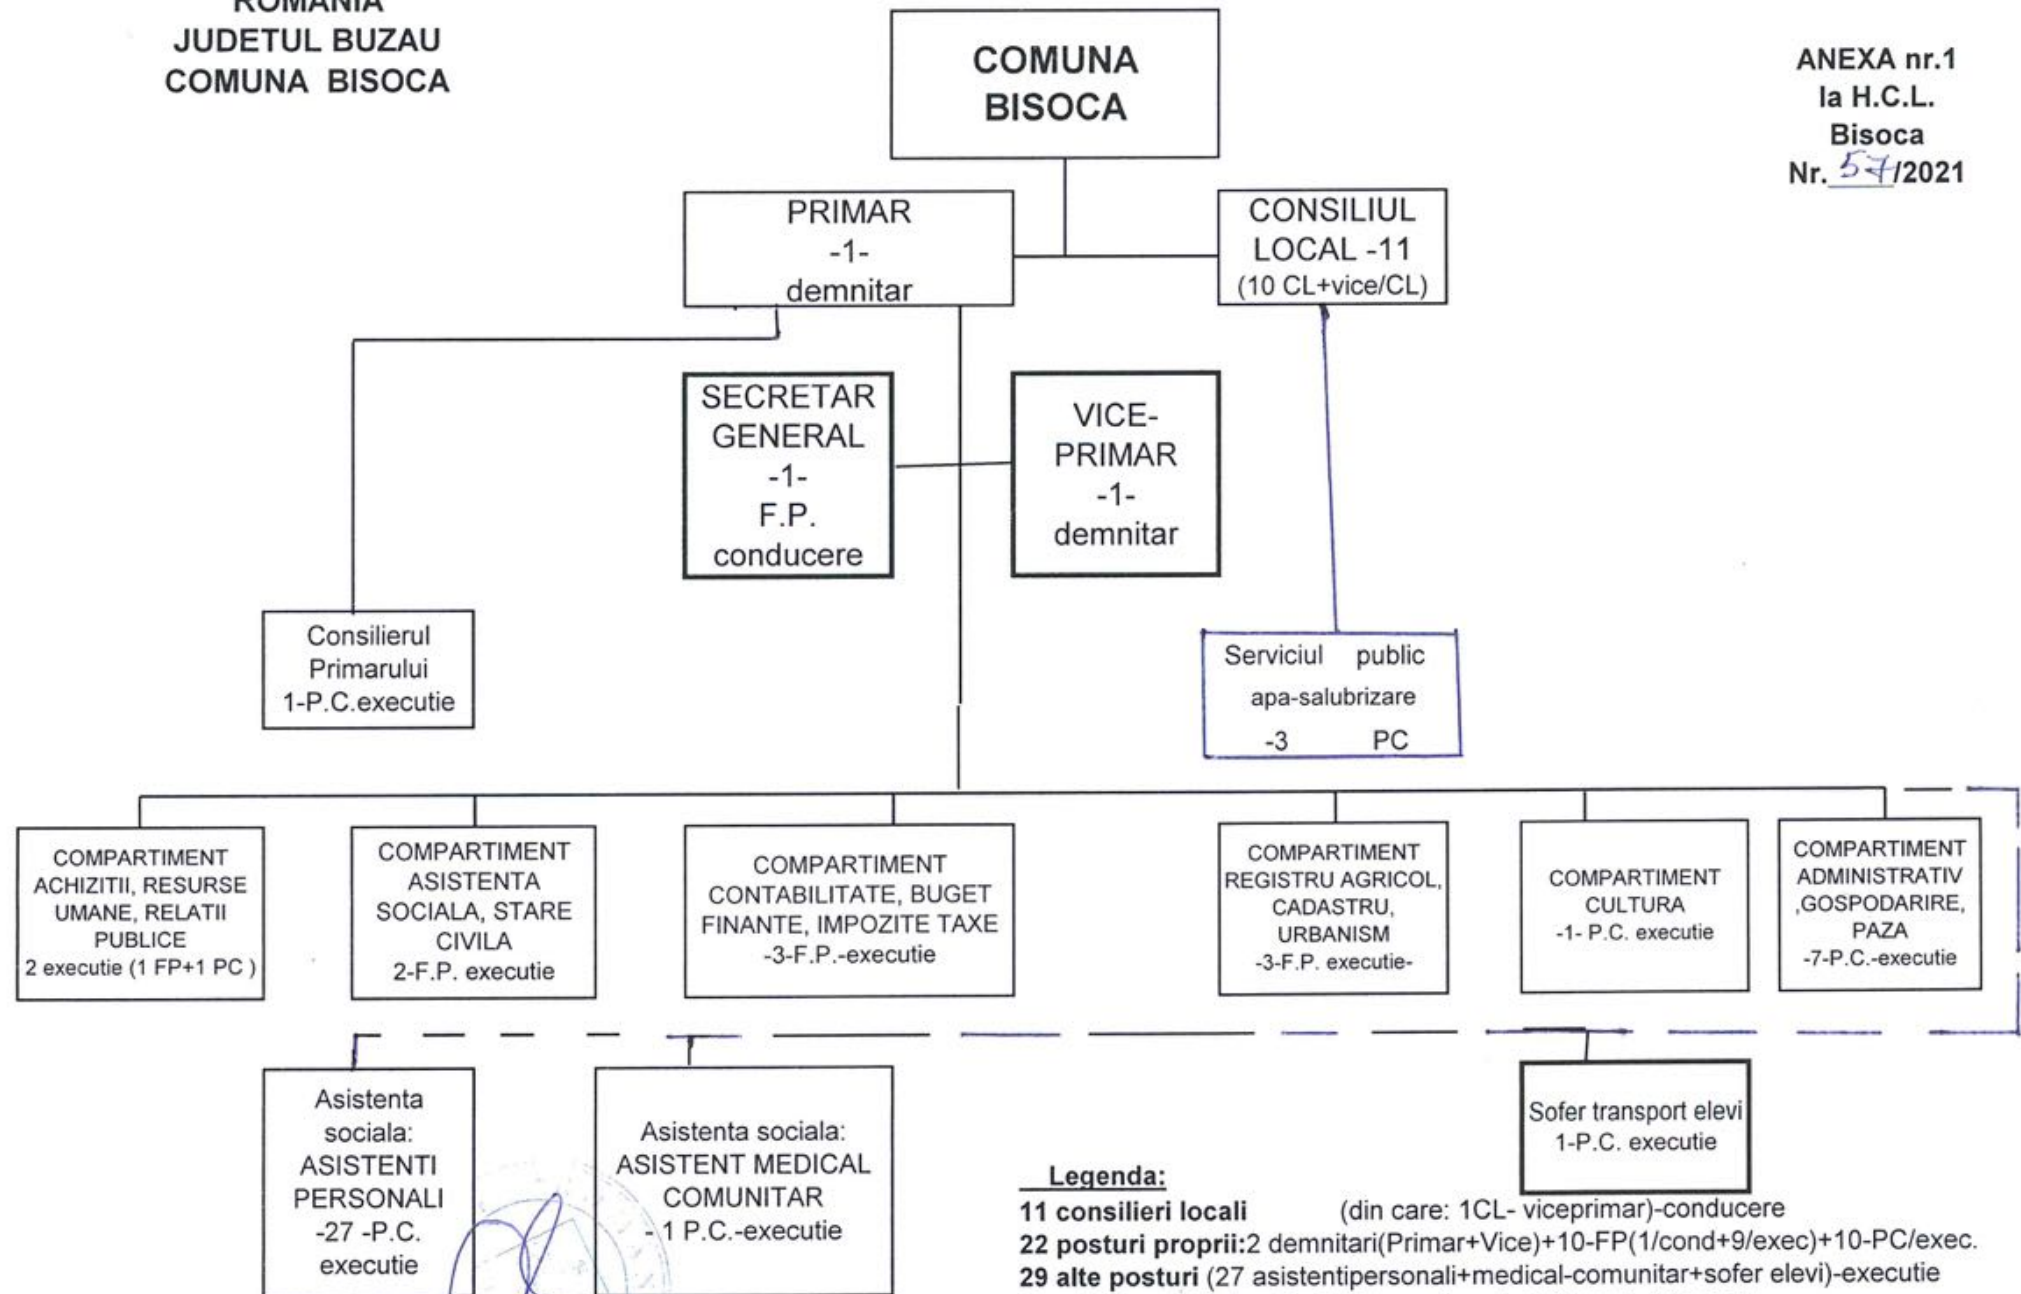 ROMANIA
JUDETUL BUZAU
COMUNA BISOCA
COMUNA
BISOCA
ANEXA nr.1
la H.C.L.
Bisoca
Nr. 57/2021
PRIMAR
-1-
demnitar
CONSILIUL
LOCAL -11
(10 CL+vice/CL)
SECRETAR
GENERAL
-1-
F.P.
conducere
VICE-
PRIMAR
-1-
demnitar
Consilierul
Primarului
1-P.C.executie
Serviciul public
apa-salubrizare
-3 PC
COMPARTIMENT
ACHIZITII, RESURSE
UMANE, RELATII
PUBLICE
2 executie (1 FP+1 PC )
COMPARTIMENT
ASISTENTA
SOCIALA, STARE
CIVILA
2-F.P. executie
COMPARTIMENT
CONTABILITATE, BUGET
FINANTE, IMPOZITE TAXE
-3-F.P.-executie
COMPARTIMENT
REGISTRU AGRICOL,
CADASTRU,
URBANISM
-3-F.P. executie-
COMPARTIMENT
CULTURA
-1- P.C. executie
COMPARTIMENT
ADMINISTRATIV
,GOSPODARIRE,
PAZA
-7-P.C.-executie
Asistenta
sociala:
ASISTENTI
PERSONALI
-27 -P.C.
executie
Asistenta sociala:
ASISTENT MEDICAL
COMUNITAR
- 1 P.C.-executie
Sofer transport elevi
1-P.C. executie
Legenda:
11 consilieri locali (din care: 1CL- viceprimar)-conducere
22 posturi proprii:2 demnitari(Primar+Vice)+10-FP(1/cond+9/exec)+10-PC/exec.
29 alte posturi (27 asistentipersonali+medical-comunitar+sofer elevi)-executie